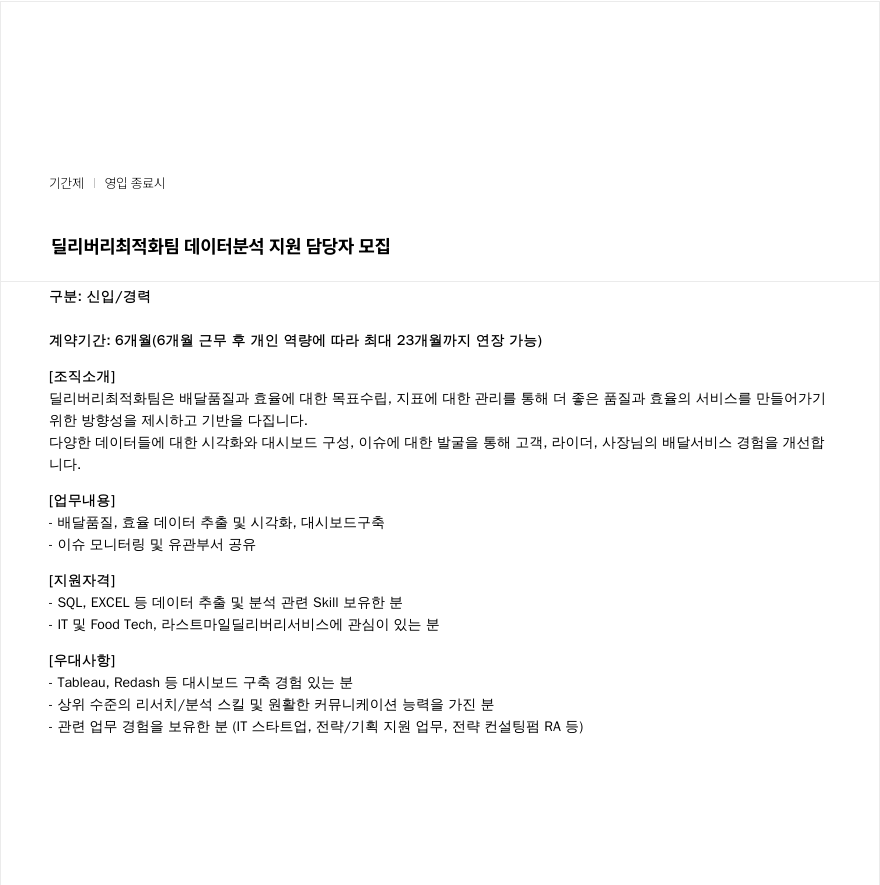 기간제 | 영입 종료시
딜리버리최적화팀 데이터분석 지원 담당자 모집
구분: 신입/경력
계약기간: 6개월(6개월 근무 후 개인 역량에 따라 최대 23개월까지 연장 가능)
[조직소개]
딜리버리최적화팀은 배달품질과 효율에 대한 목표수립, 지표에 대한 관리를 통해 더 좋은 품질과 효율의 서비스를 만들어가기
위한 방향성을 제시하고 기반을 다집니다.
다양한 데이터들에 대한 시각화와 대시보드 구성, 이슈에 대한 발굴을 통해 고객, 라이더, 사장님의 배달서비스 경험을 개선합
니다.
[업무내용]
- 배달품질, 효율 데이터 추출 및 시각화, 대시보드구축
- 이슈 모니터링 및 유관부서 공유
[지원자격]
- SQL, EXCEL 등 데이터 추출 및 분석 관련 Skill 보유한 분
- IT 및 Food Tech, 라스트마일딜리버리서비스에 관심이 있는 분
[우대사항]
- Tableau, Redash 등 대시보드 구축 경험 있는 분
- 상위 수준의 리서치/분석 스킬 및 원활한 커뮤니케이션 능력을 가진 분
- 관련 업무 경험을 보유한 분 (IT 스타트업, 전략/기획 지원 업무, 전략 컨설팅펌 RA 등)